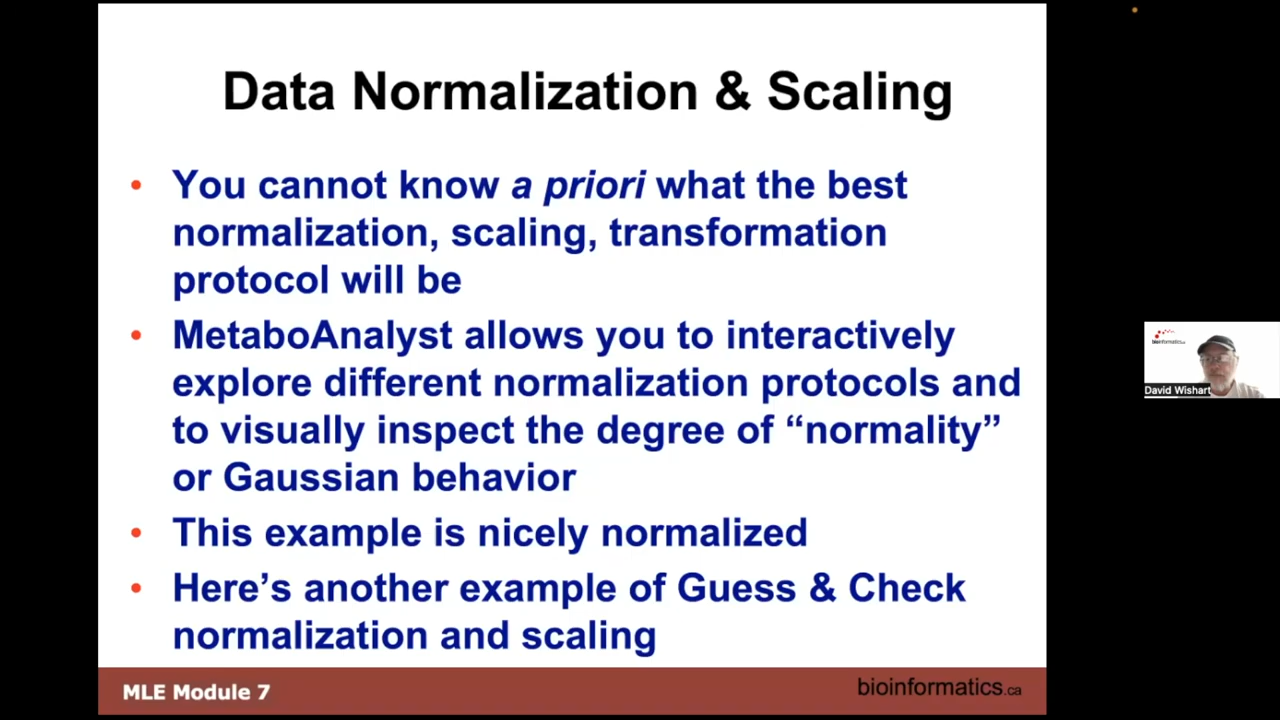 Data Normalization & Scaling
• You cannot know a priori what the best
normalization, scaling, transformation
protocol will be
• MetaboAnalyst allows you to interactively
explore different normalization protocols and
to visually inspect the degree of “normality”
or Gaussian behavior
• This example is nicely normalized
• Here’s another example of Guess & Check
normalization and scaling
MLE Module 7
bioinformatics.ca
bioinformatics.ca
David Wishart